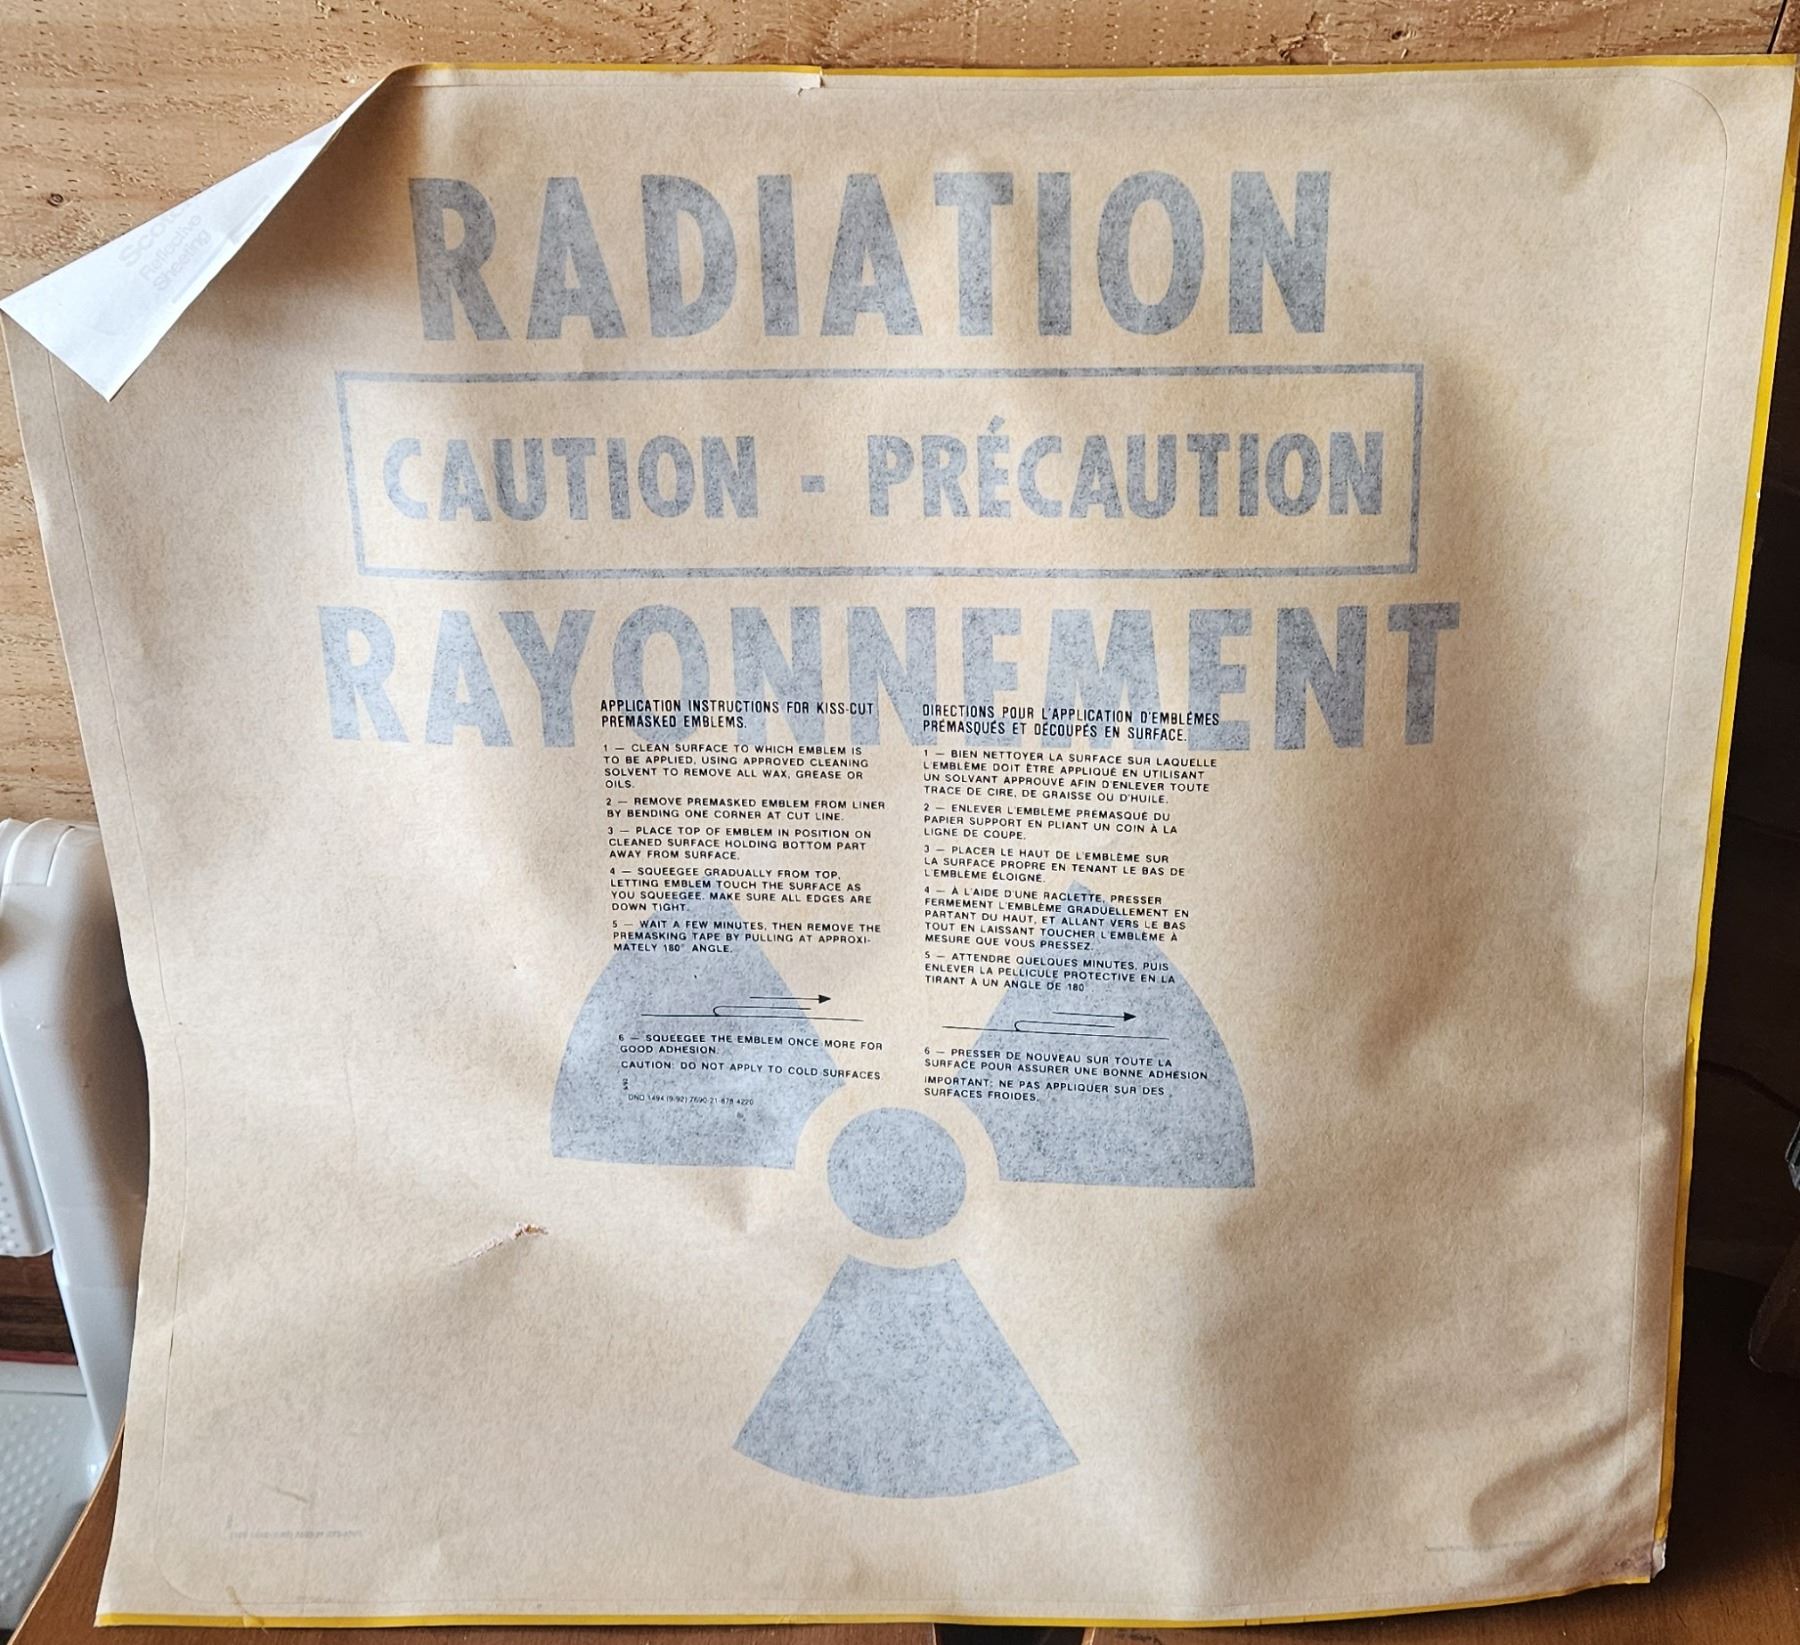 Reflective
Sheeting
RADIATION
CAUTION - PRÉCAUTION
RAYONNEMENT
APPLICATION INSTRUCTIONS FOR KISS-CUT
PREMASKED EMBLEMS.
1 — CLEAN SURFACE TO WHICH EMBLEM IS
TO BE APPLIED, USING APPROVED CLEANING
SOLVENT TO REMOVE ALL WAX, GREASE OR
OILS.
2 — REMOVE PREMASKED EMBLEM FROM LINER
BY BENDING ONE CORNER AT CUT LINE.
3 — PLACE TOP OF EMBLEM IN POSITION ON
CLEANED SURFACE HOLDING BOTTOM PART
AWAY FROM SURFACE.
4 — SQUEEGEE GRADUALLY FROM TOP,
LETTING EMBLEM TOUCH THE SURFACE AS
YOU SQUEEGEE. MAKE SURE ALL EDGES ARE
DOWN TIGHT.
5 — WAIT A FEW MINUTES, THEN REMOVE THE
PREMASKING TAPE BY PULLING AT APPROXI-
MATELY 180° ANGLE.
6 — SQUEEGEE THE EMBLEM ONCE MORE FOR
GOOD ADHESION.
CAUTION: DO NOT APPLY TO COLD SURFACES
DND 1494 (9-92) 7690-21-878-4220
DIRECTIONS POUR L'APPLICATION D'EMBLÈMES
PRÉMASQUÉS ET DÉCOUPÉS EN SURFACE.
1 — BIEN NETTOYER LA SURFACE SUR LAQUELLE
L'EMBLÈME DOIT ÊTRE APPLIQUÉ EN UTILISANT
UN SOLVANT APPROUVÉ AFIN D'ENLEVER TOUTE
TRACE DE CIRE, DE GRAISSE OU D'HUILE.
2 — ENLEVER L'EMBLÈME PRÉMASQUÉ DU
PAPIER SUPPORT EN PLIANT UN COIN À LA
LIGNE DE COUPE.
3 — PLACER LE HAUT DE L'EMBLÈME SUR
LA SURFACE PROPRE EN TENANT LE BAS DE
L'EMBLÈME ÉLOIGNÉ.
4 — À L'AIDE D'UNE RACLETTE, PRESSER
FERMEMENT L'EMBLÈME GRADUELLEMENT EN
PARTANT DU HAUT, ET ALLANT VERS LE BAS
TOUT EN LAISSANT TOUCHER L'EMBLÈME À
MESURE QUE VOUS PRESSEZ.
5 — ATTENDRE QUELQUES MINUTES, PUIS
ENLEVER LA PELLICULE PROTECTIVE EN LA
TIRANT À UN ANGLE DE 180°
6 — PRESSER DE NOUVEAU SUR TOUTE LA
SURFACE POUR ASSURER UNE BONNE ADHÉSION
IMPORTANT: NE PAS APPLIQUER SUR DES
SURFACES FROIDES.